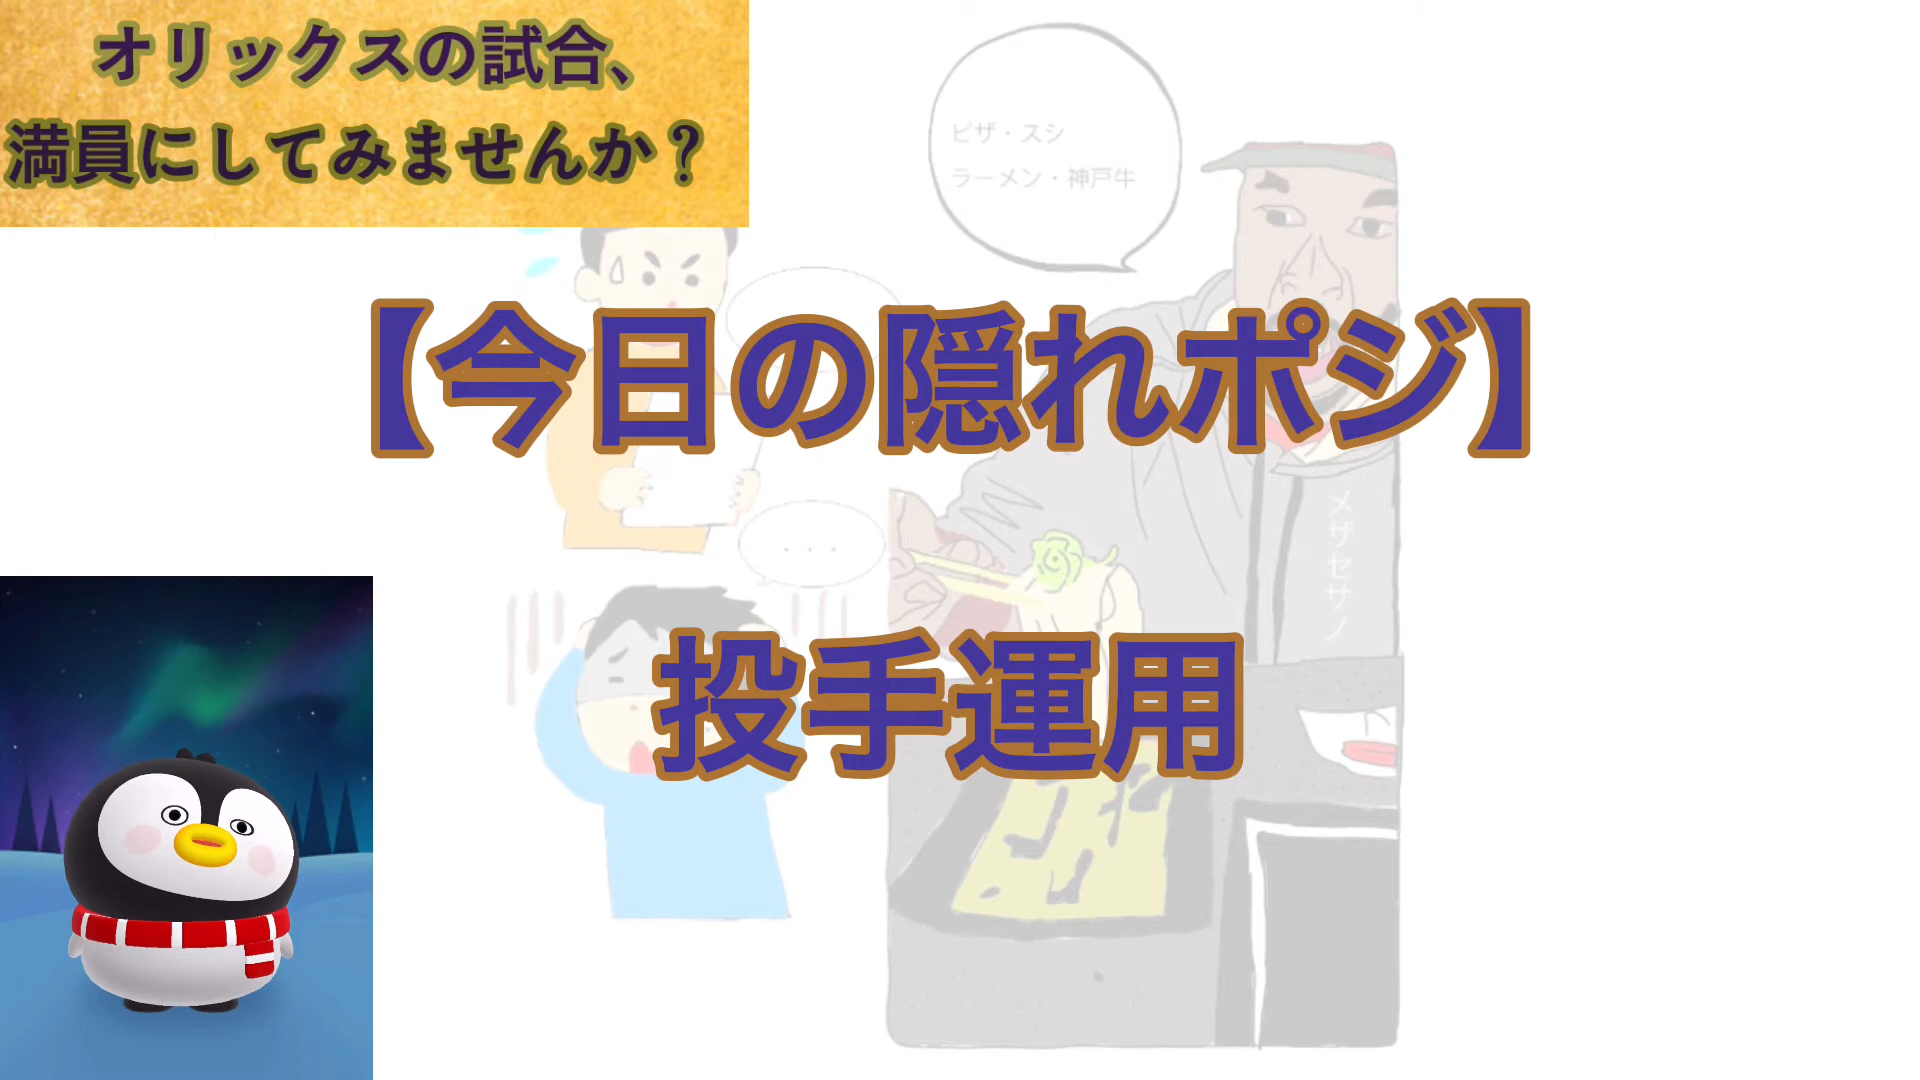 オリックスの試合、
満員にしてみませんか？
ピザ・スシ
ラーメン・神戸牛
【今日の隠れポジ】
・・・
メザセサノ
投手運用